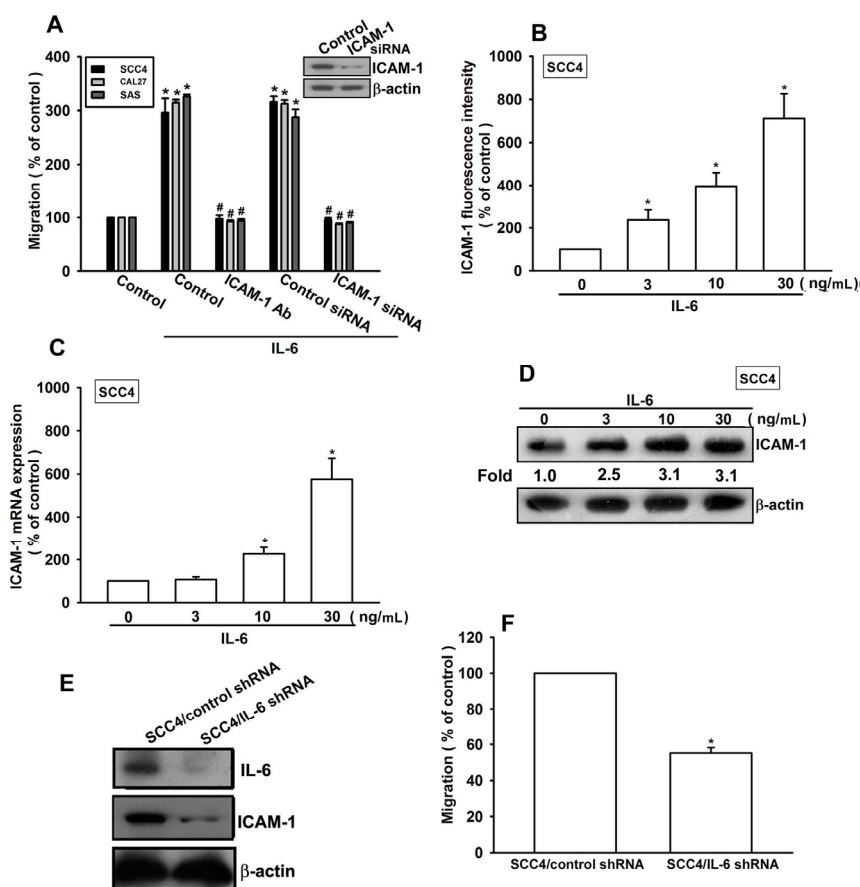 A
Migration ( % of control)
400
300
200
100
0
SCC4
CAL27
SAS
* * *
# # #
* * *
# # #
Control
ICAM-1
siRNA
ICAM-1
β-actin
Control
Control
ICAM-1 Ab
Control siRNA
ICAM-1 siRNA
IL-6
B
SCC4
ICAM-1 fluorescence intensity
( % of control)
1000
800
600
400
200
0
*
*
*
0 3 10 30 (ng/mL)
IL-6
C
SCC4
ICAM-1 mRNA expression
( % of control)
1000
800
600
400
200
0
*
*
0 3 10 30 ( ng/mL)
IL-6
D
SCC4
IL-6
0 3 10 30 ( ng/mL)
ICAM-1
Fold 1.0 2.5 3.1 3.1
β-actin
E
SCC4/control shRNA
SCC4/IL-6 shRNA
IL-6
ICAM-1
β-actin
F
Migration ( % of control)
120
100
80
60
40
20
0
*
SCC4/control shRNA SCC4/IL-6 shRNA